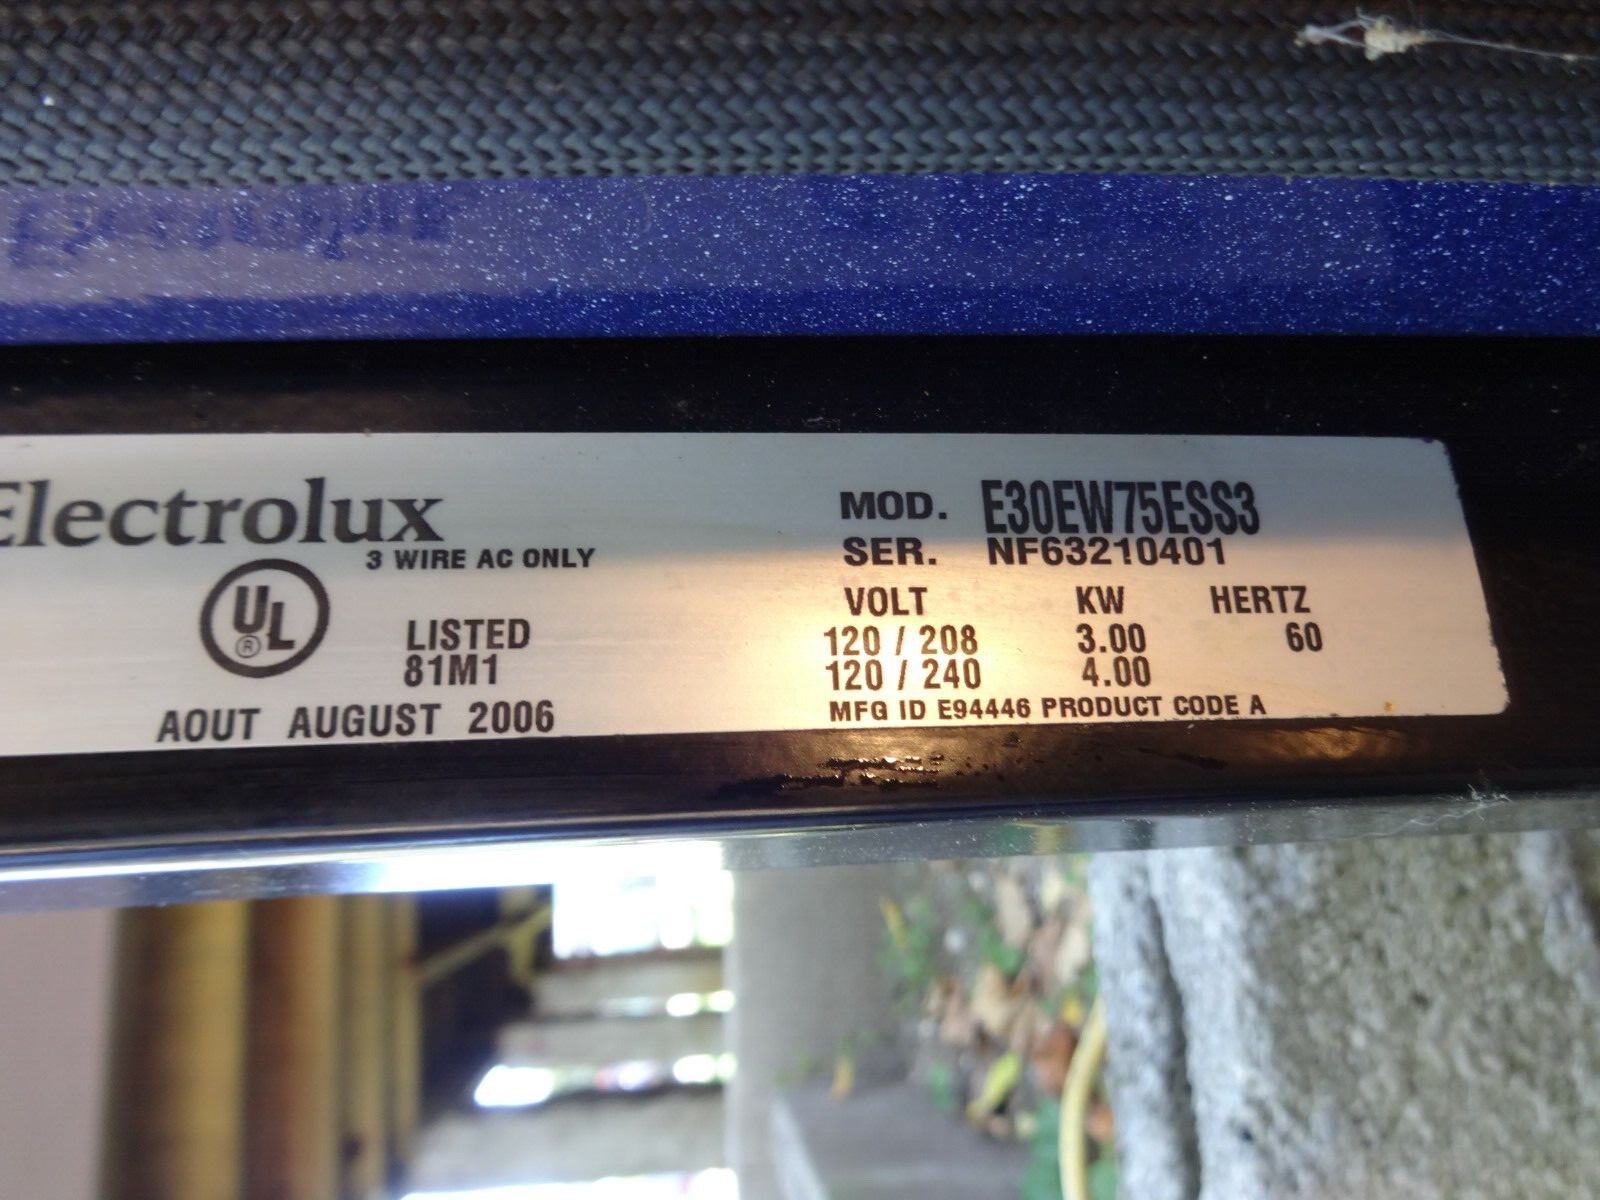 Electrolux
3 WIRE AC ONLY
UL
®
LISTED
81M1
AOUT AUGUST 2006
MOD. E30EW75ESS3
SER. NF63210401
VOLT KW HERTZ
120 / 208 3.00 60
120 / 240 4.00
MFG ID E94446 PRODUCT CODE A